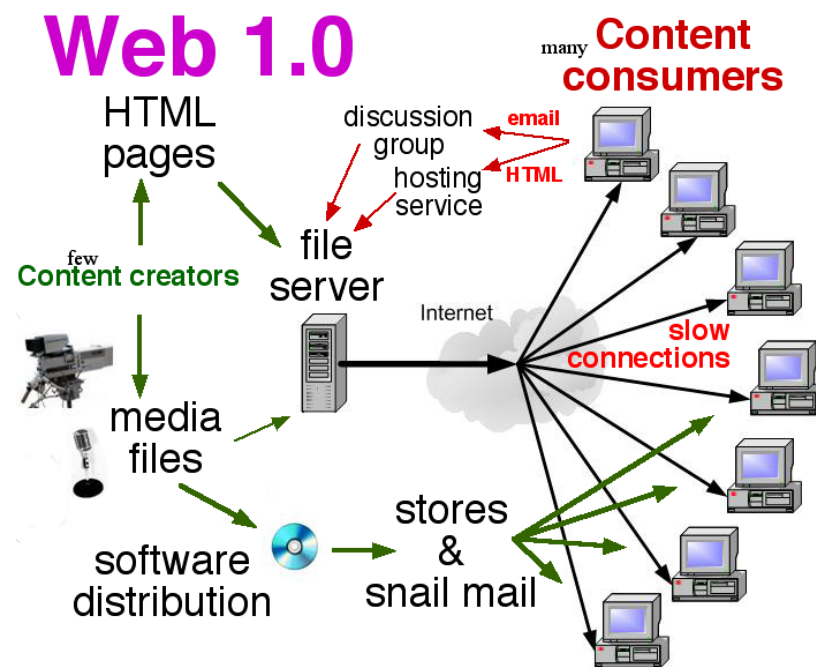 Web 1.0
many Content
consumers
HTML
pages
discussion
group
email
HTML
hosting
service
few
Content creators
file
server
Internet
slow
connections
media
files
stores
&
snail mail
software
distribution